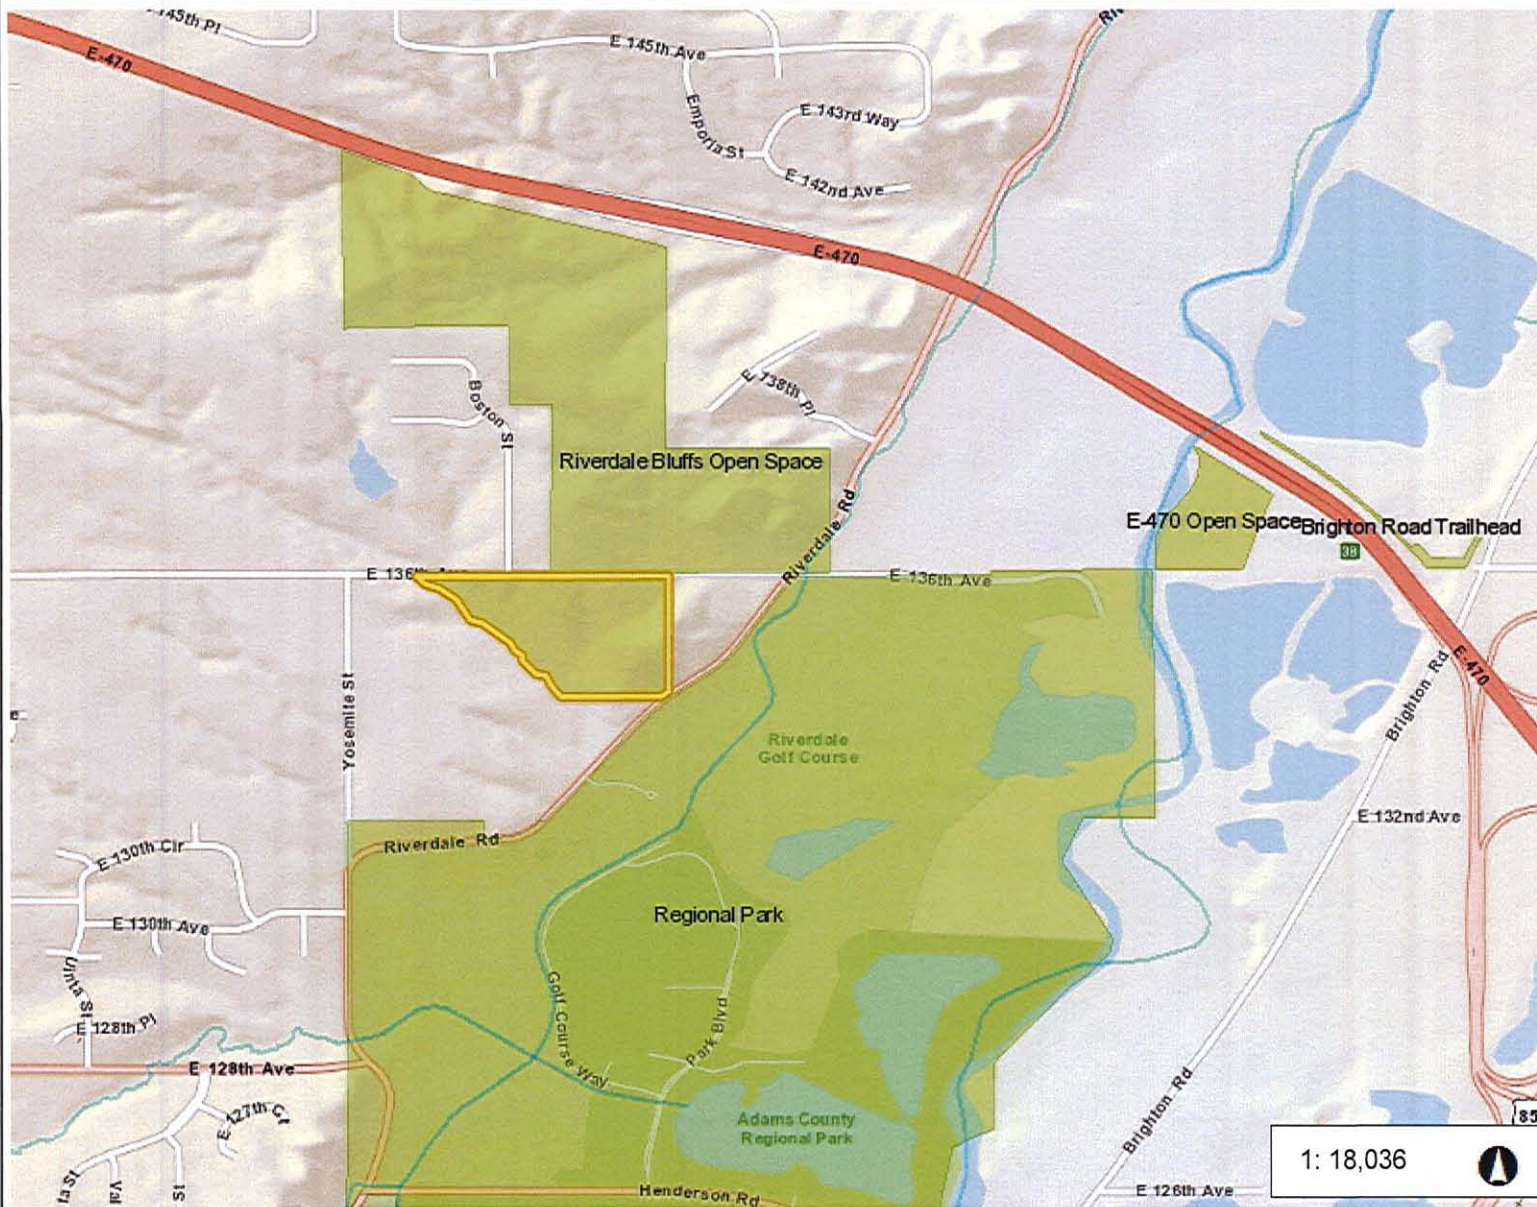 E 145th Ave
E-470
E 143rd Way
Emporia St
E 142nd Ave
E-470
E 138th Pl
Boston St
Riverdale Bluffs Open Space
Riverdale Rd
E-470 Open Space
Brighton Road Trailhead
38
E 136th Ave
E 136th Ave
E-470
Brighton Rd
Yosemite St
Riverdale
Golf Course
E 132nd Ave
Riverdale Rd
E 130th Cir
Regional Park
E 130th Ave
Uinta St
Golf Course Way
Park Blvd
E 128th Pl
E 128th Ave
E 127th Ct
Adams County
Regional Park
Brighton Rd
85
1: 18,036
Henderson Rd
E 126th Ave
St